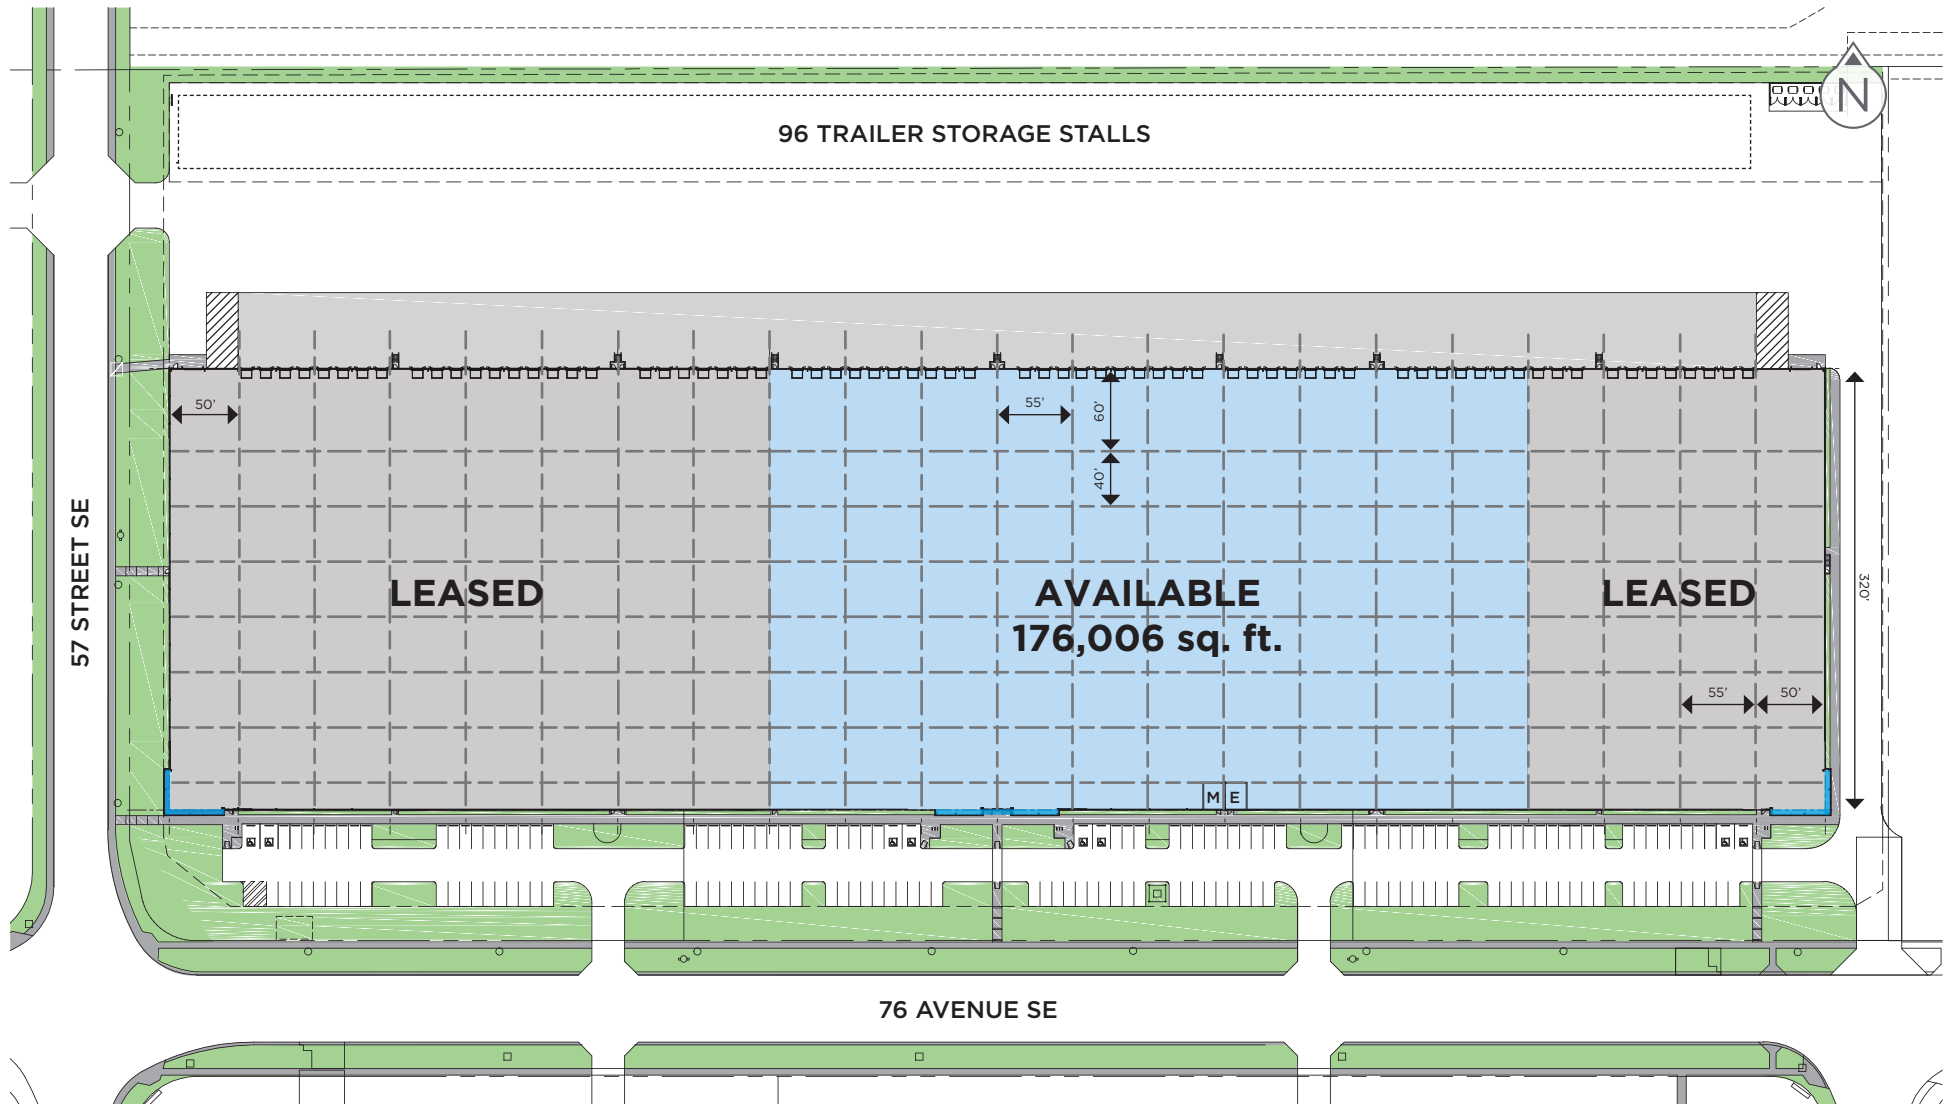 N
96 TRAILER STORAGE STALLS
50'
55'
60'
40'
57 STREET SE
LEASED
AVAILABLE
176,006 sq. ft.
LEASED
320'
55'
50'
M E
76 AVENUE SE